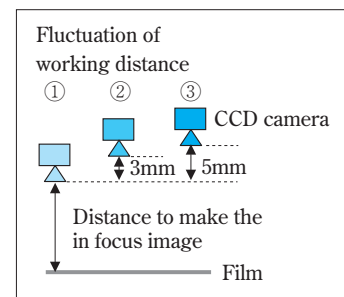 Fluctuation of
working distance
① ② ③
CCD camera
3mm
5mm
Distance to make the
in focus image
Film